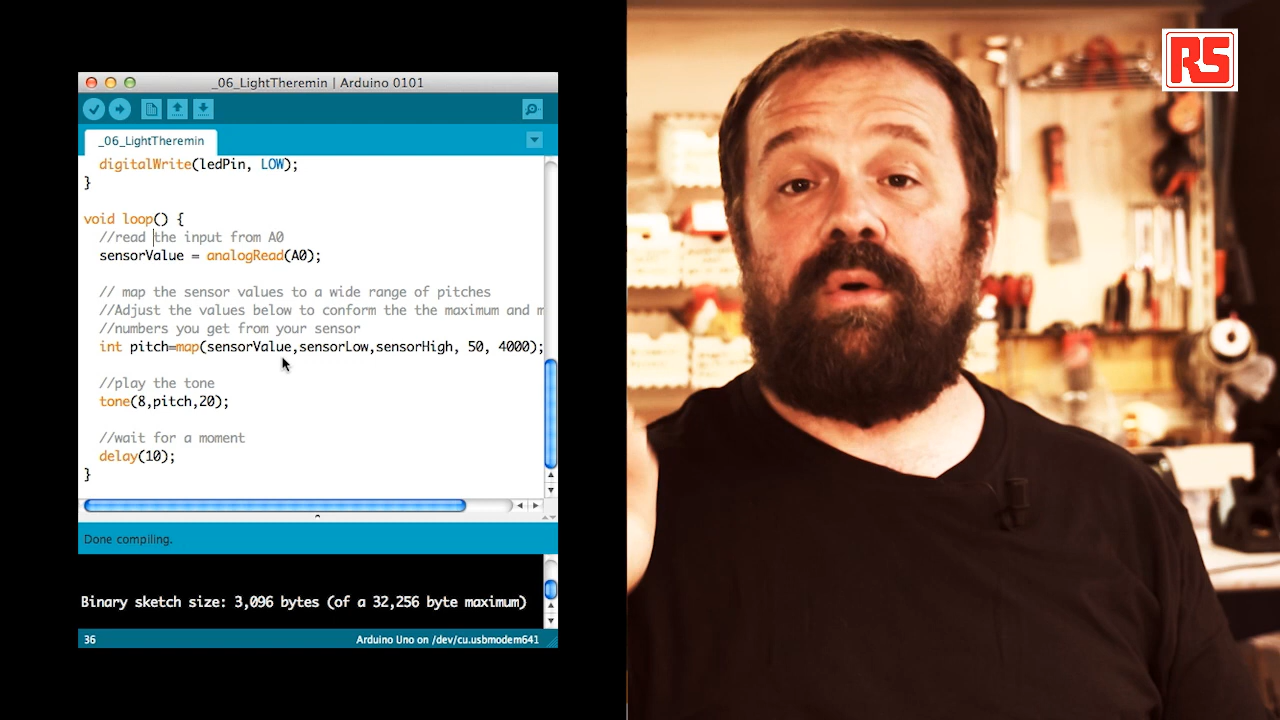 _06_LightTheremin | Arduino 0101
_06_LightTheremin
digitalWrite(ledPin, LOW);
}
void loop() {
//read the input from A0
sensorValue = analogRead(A0);
// map the sensor values to a wide range of pitches
//Adjust the values below to conform the the maximum and m
//numbers you get from your sensor
int pitch=map(sensorValue,sensorLow,sensorHigh, 50, 4000);
//play the tone
tone(8,pitch,20);
//wait for a moment
delay(10);
}
Done compiling.
Binary sketch size: 3,096 bytes (of a 32,256 byte maximum)
36
Arduino Uno on /dev/cu.usbmodem641
RS